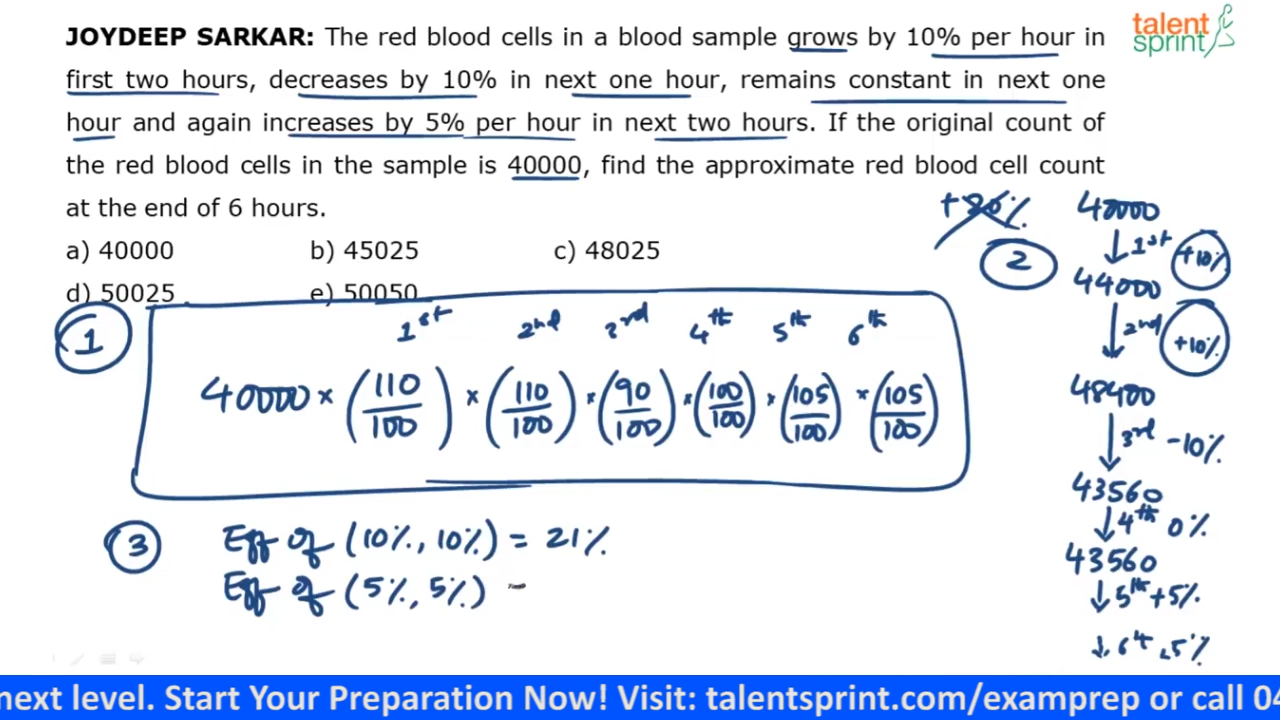 JOYDEEP SARKAR: The red blood cells in a blood sample grows by 10% per hour in
first two hours, decreases by 10% in next one hour, remains constant in next one
hour and again increases by 5% per hour in next two hours. If the original count of
the red blood cells in the sample is 40000, find the approximate red blood cell count
at the end of 6 hours.
talent
sprint
a) 40000 b) 45025 c) 48025
d) 50025 e) 50050
1
1st 2nd 3rd 4th 5th 6th
40000 × (110/100) × (110/100) × (90/100) × (100/100) × (105/100) × (105/100)
+20%
2
40000
↓ 1st +10%
44000
↓ 2nd +10%
48400
↓ 3rd -10%
43560
↓ 4th 0%
43560
↓ 5th +5%
↓ 6th 5%
3
Eff of (10%, 10%) = 21%
Eff of (5%, 5%) -
next level. Start Your Preparation Now! Visit: talentsprint.com/examprep or call 04